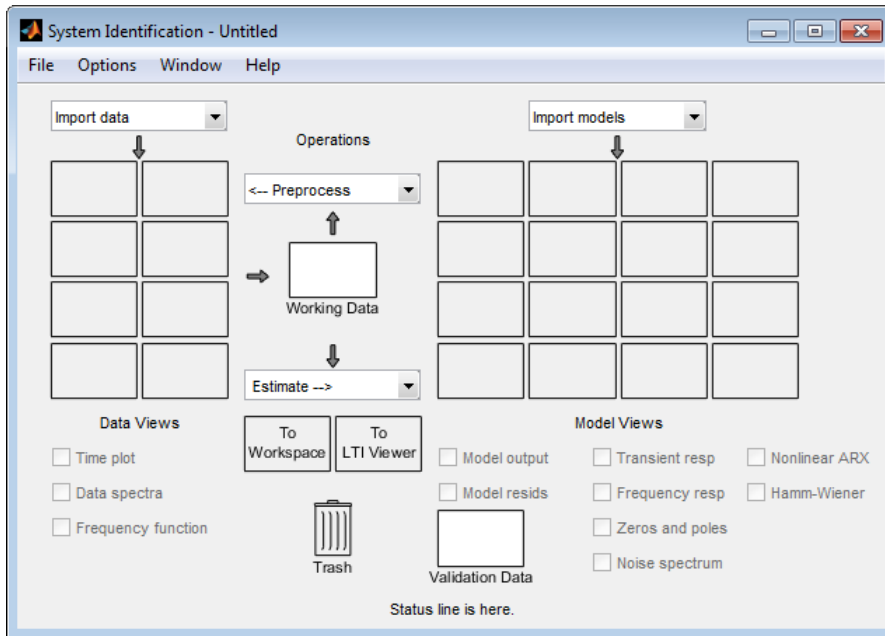 System Identification - Untitled
File Options Window Help
Import data
Import models
Operations
<-- Preprocess
Working Data
Estimate -->
Data Views
Time plot
Data spectra
Frequency function
To
Workspace
To
LTI Viewer
Trash
Model Views
Model output
Transient resp
Nonlinear ARX
Model resids
Frequency resp
Hamm-Wiener
Zeros and poles
Noise spectrum
Validation Data
Status line is here.